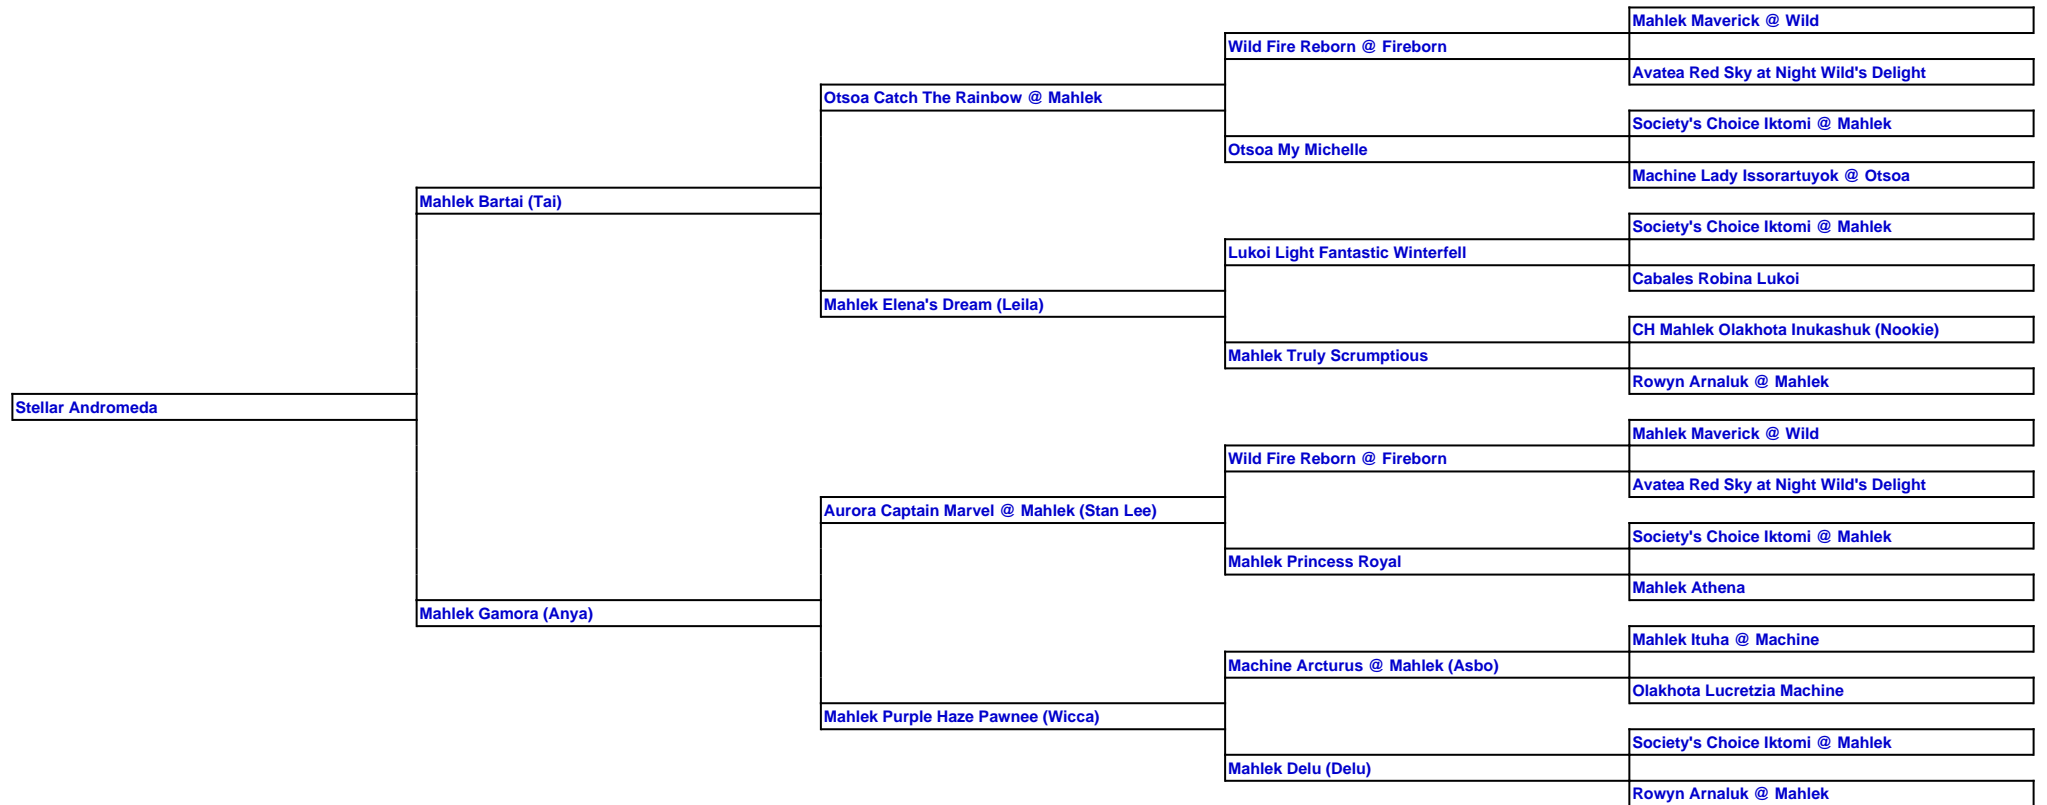 Mahlek Maverick @ Wild
Wild Fire Reborn @ Fireborn
Avatea Red Sky at Night Wild's Delight
Otsoa Catch The Rainbow @ Mahlek
Society's Choice Iktomi @ Mahlek
Otsoa My Michelle
Machine Lady Issorartuyok @ Otsoa
Mahlek Bartai (Tai)
Society's Choice Iktomi @ Mahlek
Lukoi Light Fantastic Winterfell
Cabales Robina Lukoi
Mahlek Elena's Dream (Leila)
CH Mahlek Olakhota Inukashuk (Nookie)
Mahlek Truly Scrumptious
Rowyn Arnaluk @ Mahlek
Stellar Andromeda
Mahlek Maverick @ Wild
Wild Fire Reborn @ Fireborn
Avatea Red Sky at Night Wild's Delight
Aurora Captain Marvel @ Mahlek (Stan Lee)
Society's Choice Iktomi @ Mahlek
Mahlek Princess Royal
Mahlek Athena
Mahlek Gamora (Anya)
Mahlek Ituha @ Machine
Machine Arcturus @ Mahlek (Asbo)
Olakhota Lucretzia Machine
Mahlek Purple Haze Pawnee (Wicca)
Society's Choice Iktomi @ Mahlek
Mahlek Delu (Delu)
Rowyn Arnaluk @ Mahlek